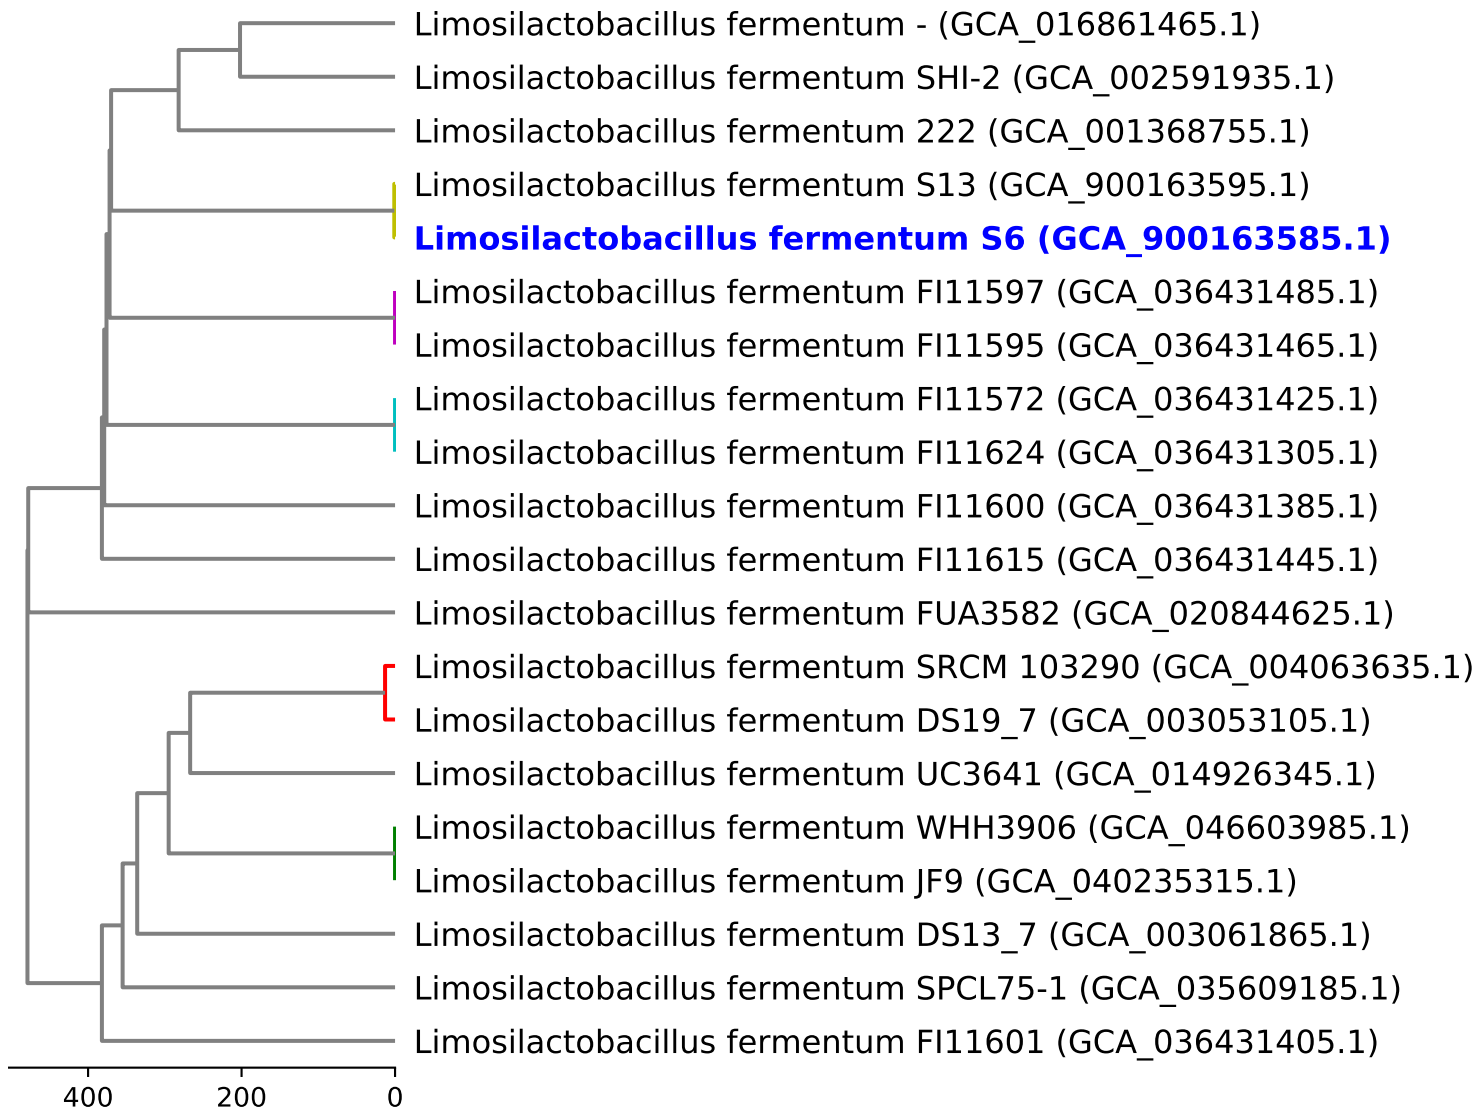 Limosilactobacillus fermentum - (GCA_016861465.1)
Limosilactobacillus fermentum SHI-2 (GCA_002591935.1)
Limosilactobacillus fermentum 222 (GCA_001368755.1)
Limosilactobacillus fermentum S13 (GCA_900163595.1)
Limosilactobacillus fermentum S6 (GCA_900163585.1)
Limosilactobacillus fermentum FI11597 (GCA_036431485.1)
Limosilactobacillus fermentum FI11595 (GCA_036431465.1)
Limosilactobacillus fermentum FI11572 (GCA_036431425.1)
Limosilactobacillus fermentum FI11624 (GCA_036431305.1)
Limosilactobacillus fermentum FI11600 (GCA_036431385.1)
Limosilactobacillus fermentum FI11615 (GCA_036431445.1)
Limosilactobacillus fermentum FUA3582 (GCA_020844625.1)
Limosilactobacillus fermentum SRCM 103290 (GCA_004063635.1)
Limosilactobacillus fermentum DS19_7 (GCA_003053105.1)
Limosilactobacillus fermentum UC3641 (GCA_014926345.1)
Limosilactobacillus fermentum WHH3906 (GCA_046603985.1)
Limosilactobacillus fermentum JF9 (GCA_040235315.1)
Limosilactobacillus fermentum DS13_7 (GCA_003061865.1)
Limosilactobacillus fermentum SPCL75-1 (GCA_035609185.1)
Limosilactobacillus fermentum FI11601 (GCA_036431405.1)
400 200 0